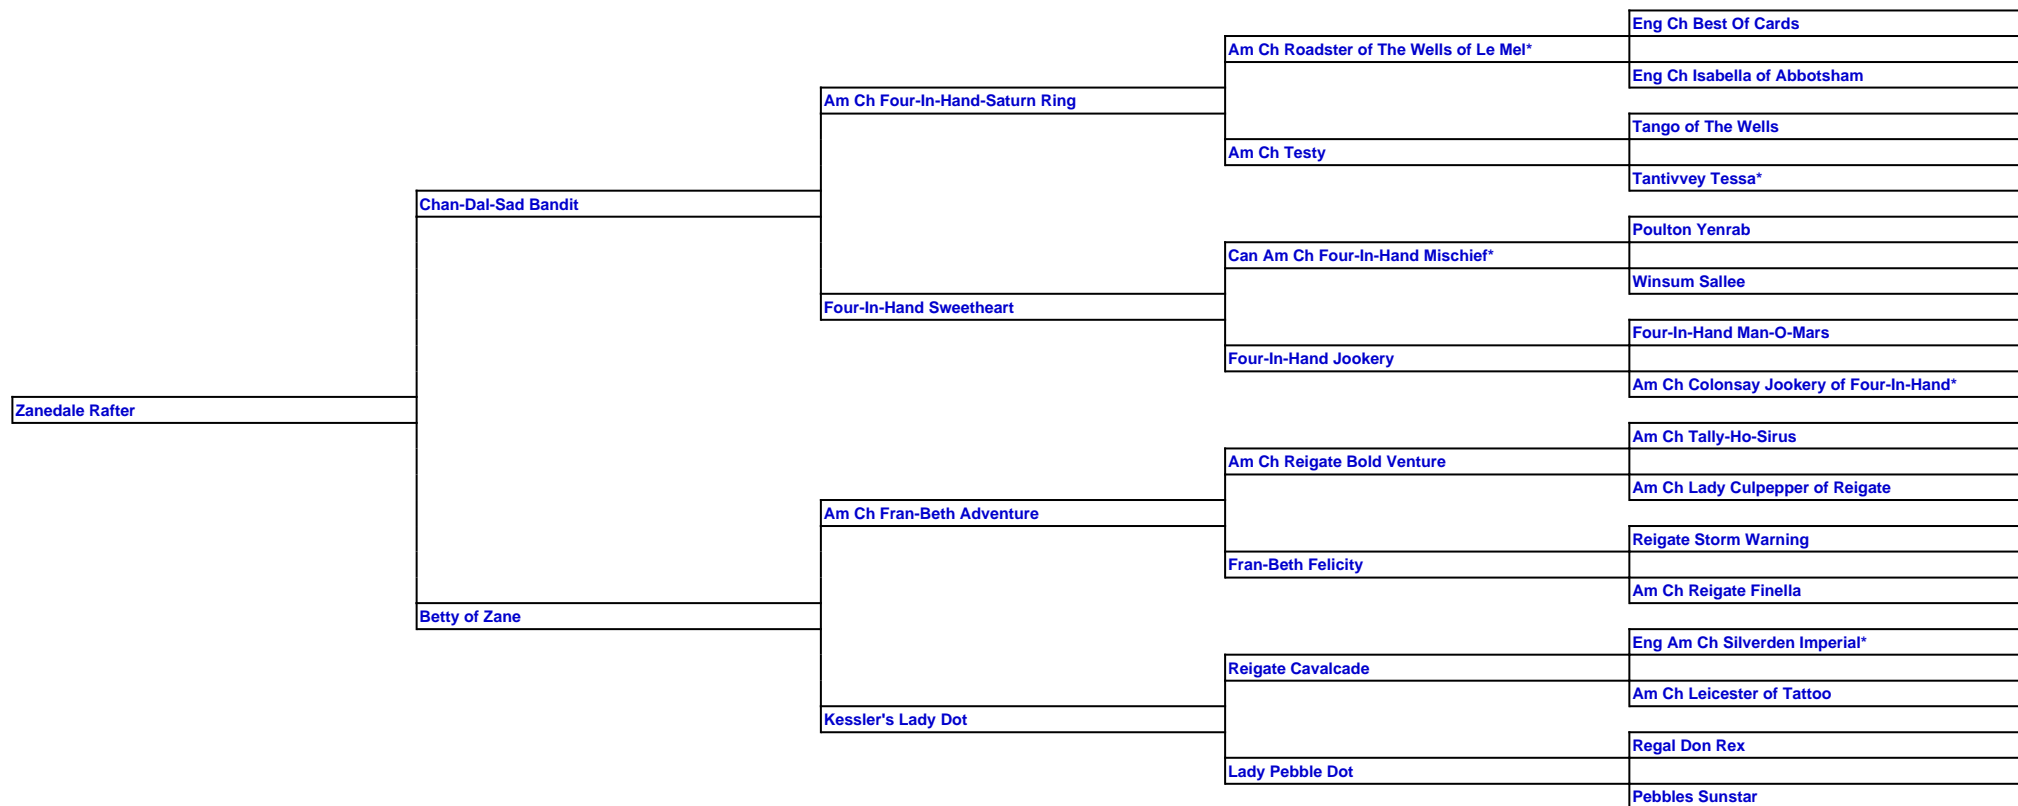 Eng Ch Best Of Cards
Am Ch Roadster of The Wells of Le Mel*
Eng Ch Isabella of Abbotsham
Am Ch Four-In-Hand-Saturn Ring
Tango of The Wells
Am Ch Testy
Tantivvey Tessa*
Chan-Dal-Sad Bandit
Poulton Yenrab
Can Am Ch Four-In-Hand Mischief*
Winsum Sallee
Four-In-Hand Sweetheart
Four-In-Hand Man-O-Mars
Four-In-Hand Jookery
Am Ch Colonsay Jookery of Four-In-Hand*
Zanedale Rafter
Am Ch Tally-Ho-Sirus
Am Ch Reigate Bold Venture
Am Ch Lady Culpepper of Reigate
Am Ch Fran-Beth Adventure
Reigate Storm Warning
Fran-Beth Felicity
Am Ch Reigate Finella
Betty of Zane
Eng Am Ch Silverden Imperial*
Reigate Cavalcade
Am Ch Leicester of Tattoo
Kessler's Lady Dot
Regal Don Rex
Lady Pebble Dot
Pebbles Sunstar